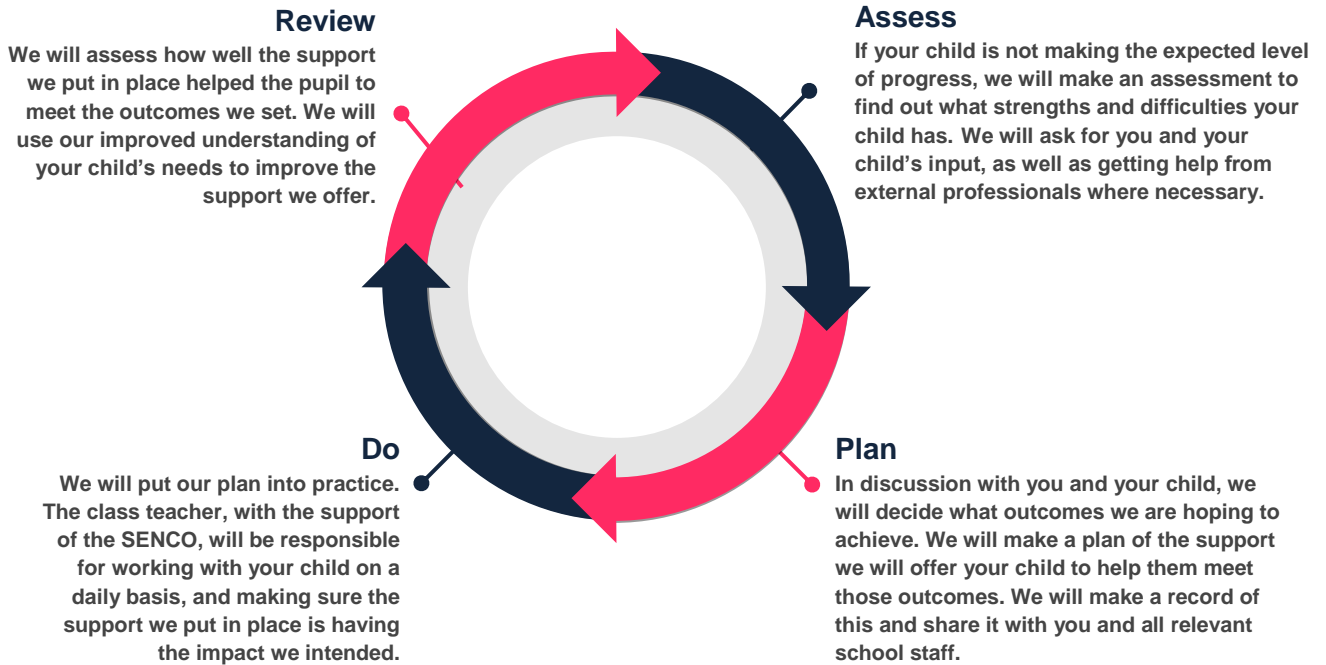 Review
We will assess how well the support
we put in place helped the pupil to
meet the outcomes we set. We will
use our improved understanding of
your child’s needs to improve the
support we offer.
Assess
If your child is not making the expected level
of progress, we will make an assessment to
find out what strengths and difficulties your
child has. We will ask for you and your
child’s input, as well as getting help from
external professionals where necessary.
Do
We will put our plan into practice.
The class teacher, with the support
of the SENCO, will be responsible
for working with your child on a
daily basis, and making sure the
support we put in place is having
the impact we intended.
Plan
In discussion with you and your child, we
will decide what outcomes we are hoping to
achieve. We will make a plan of the support
we will offer your child to help them meet
those outcomes. We will make a record of
this and share it with you and all relevant
school staff.